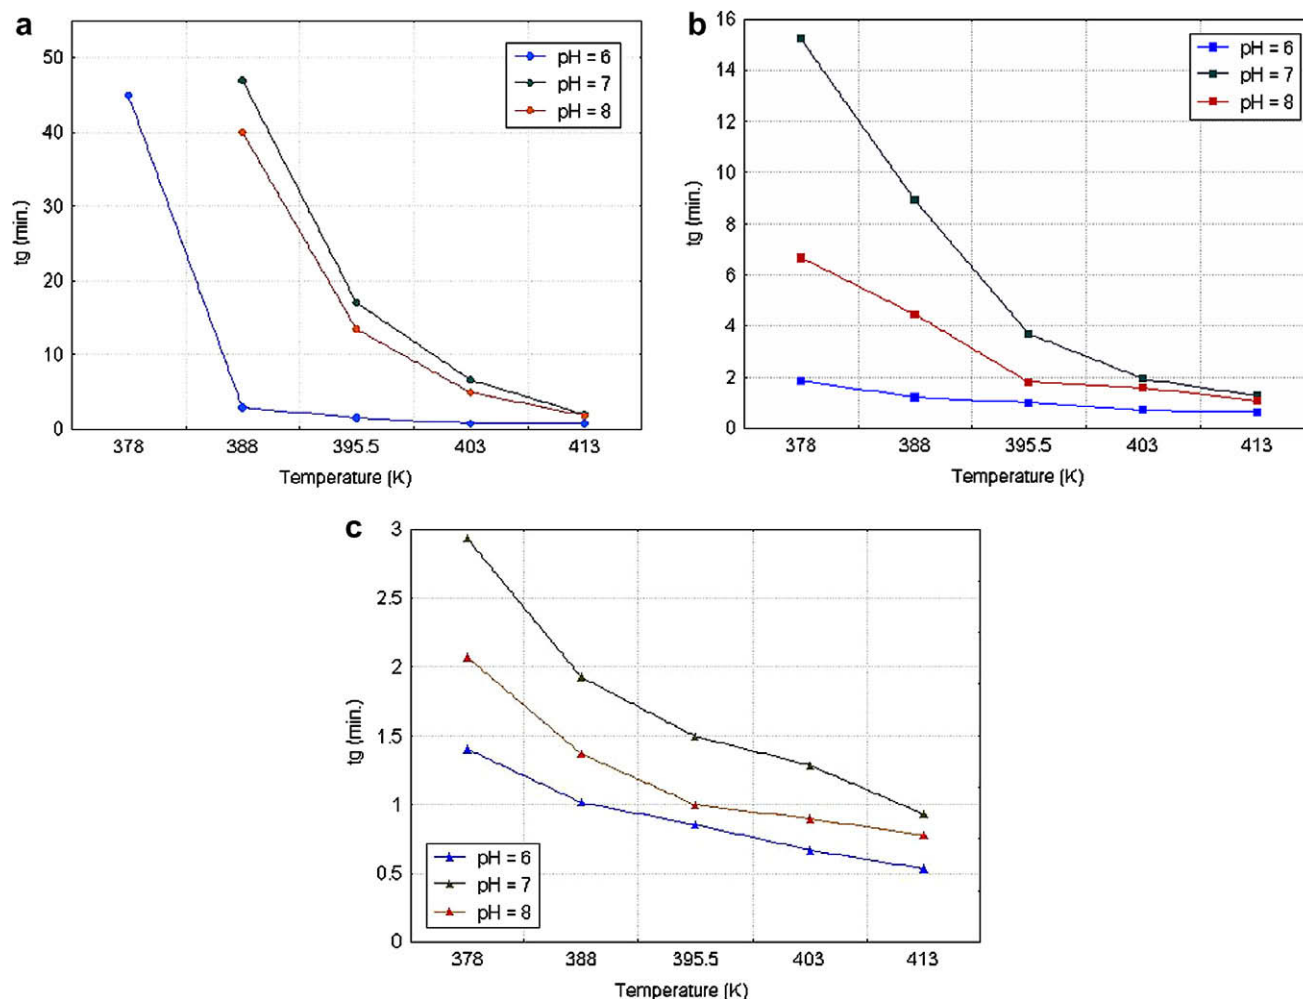 a
50
40
30
20
10
0
tg (min.)
378 388 395.5 403 413
Temperature (K)
pH = 6
pH = 7
pH = 8
b
16
14
12
10
8
6
4
2
0
tg (min.)
378 388 395.5 403 413
Temperature (K)
pH = 6
pH = 7
pH = 8
c
3
2.5
2
1.5
1
0.5
0
tg (min.)
378 388 395.5 403 413
Temperature (K)
pH = 6
pH = 7
pH = 8